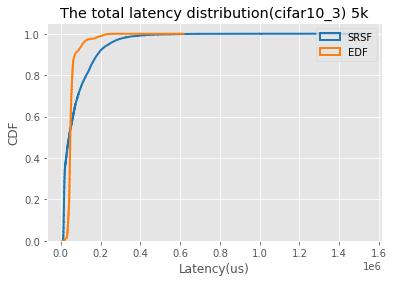 The total latency distribution(cifar10_3) 5k
1.0
0.8
0.6
0.4
0.2
0.0
CDF
SRSF
EDF
0.0 0.2 0.4 0.6 0.8 1.0 1.2 1.4 1.6
1e6
Latency(us)